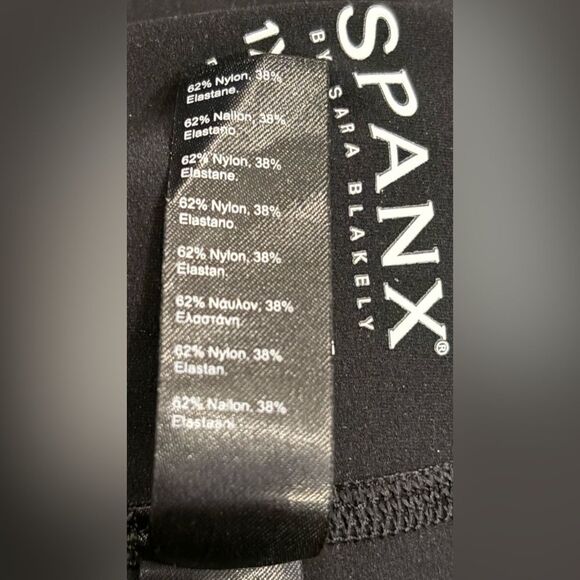 62% Nylon, 38%
Elastane.
62% Nailon, 38%
Elastano.
62% Nylon, 38%
Elastane.
62% Nylon, 38%
Elastano.
62% Nylon, 38%
Elastan.
62% Νάυλον, 38%
Ελαστάνη.
62% Nylon, 38%
Elastan.
62% Nailon, 38%
Elastaani.
SPANX®
BY SARA BLAKELY